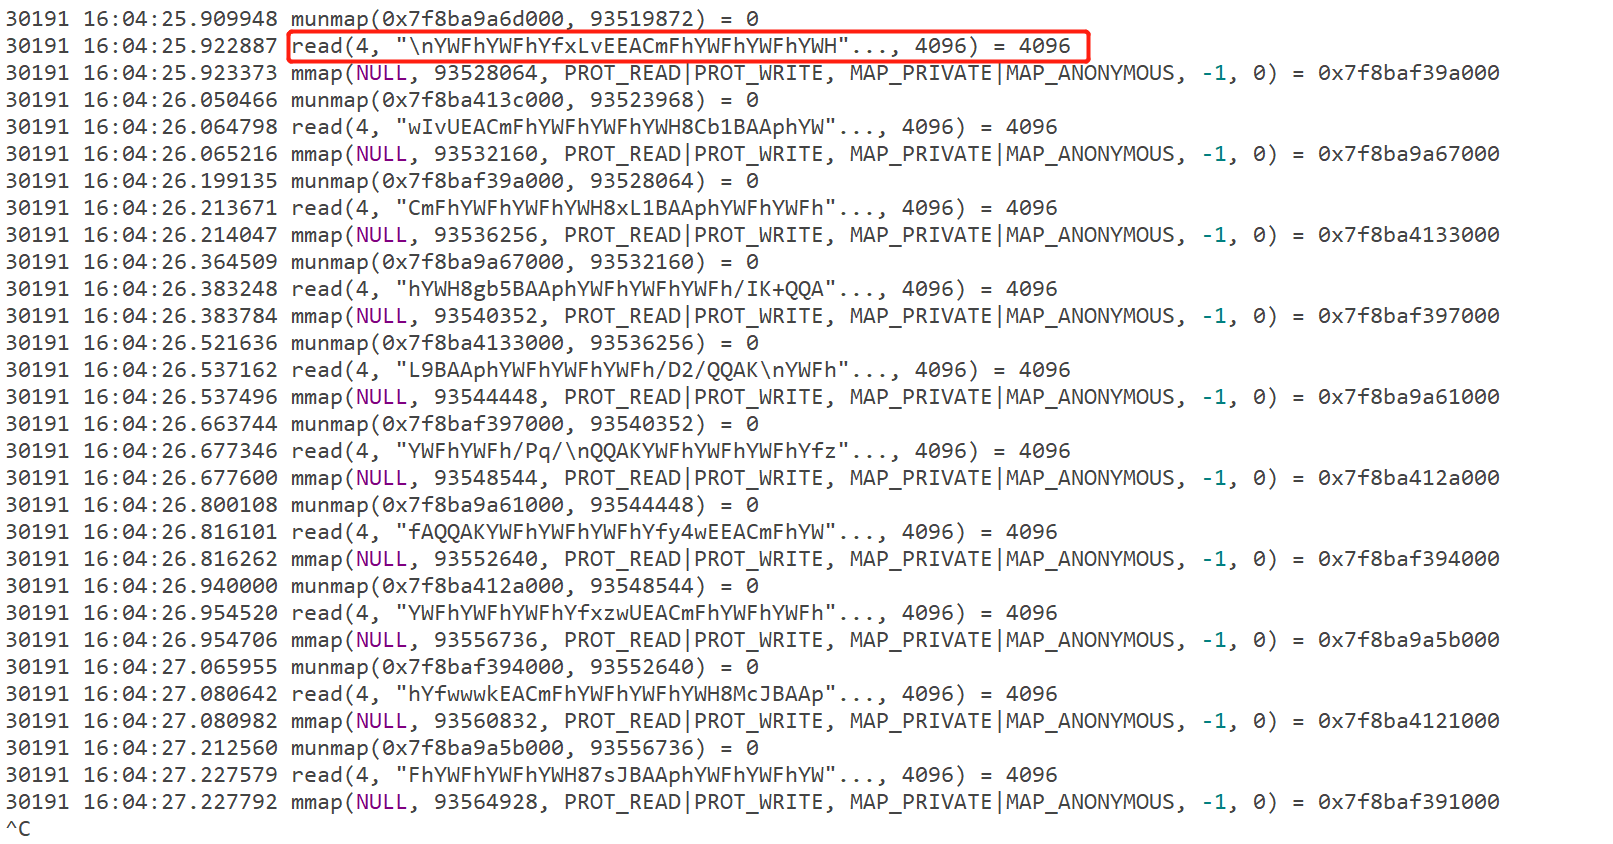 30191 16:04:25.909948 munmap(0x7f8ba9a6d000, 93519872) = 0
30191 16:04:25.922887 read(4, "\nYWFhYWFhYfxLvEEACmFhYWFhYWFhYWH"..., 4096) = 4096
30191 16:04:25.923373 mmap(NULL, 93528064, PROT_READ|PROT_WRITE, MAP_PRIVATE|MAP_ANONYMOUS, -1, 0) = 0x7f8baf39a000
30191 16:04:26.050466 munmap(0x7f8ba413c000, 93523968) = 0
30191 16:04:26.064798 read(4, "wIvUEACmFhYWFhYWFhYWH8Cb1BAAphYW"..., 4096) = 4096
30191 16:04:26.065216 mmap(NULL, 93532160, PROT_READ|PROT_WRITE, MAP_PRIVATE|MAP_ANONYMOUS, -1, 0) = 0x7f8ba9a67000
30191 16:04:26.199135 munmap(0x7f8baf39a000, 93528064) = 0
30191 16:04:26.213671 read(4, "CmFhYWFhYWFhYWH8xL1BAAphYWFhYWFh"..., 4096) = 4096
30191 16:04:26.214047 mmap(NULL, 93536256, PROT_READ|PROT_WRITE, MAP_PRIVATE|MAP_ANONYMOUS, -1, 0) = 0x7f8ba4133000
30191 16:04:26.364509 munmap(0x7f8ba9a67000, 93532160) = 0
30191 16:04:26.383248 read(4, "hYWH8gb5BAAphYWFhYWFhYWFh/IK+QQA"..., 4096) = 4096
30191 16:04:26.383784 mmap(NULL, 93540352, PROT_READ|PROT_WRITE, MAP_PRIVATE|MAP_ANONYMOUS, -1, 0) = 0x7f8baf397000
30191 16:04:26.521636 munmap(0x7f8ba4133000, 93536256) = 0
30191 16:04:26.537162 read(4, "L9BAAphYWFhYWFhYWFh/D2/QQAK\nYWFh"..., 4096) = 4096
30191 16:04:26.537496 mmap(NULL, 93544448, PROT_READ|PROT_WRITE, MAP_PRIVATE|MAP_ANONYMOUS, -1, 0) = 0x7f8ba9a61000
30191 16:04:26.663744 munmap(0x7f8baf397000, 93540352) = 0
30191 16:04:26.677346 read(4, "YWFhYWFh/Pq/\nQQAKYWFhYWFhYWFhYfz"..., 4096) = 4096
30191 16:04:26.677600 mmap(NULL, 93548544, PROT_READ|PROT_WRITE, MAP_PRIVATE|MAP_ANONYMOUS, -1, 0) = 0x7f8ba412a000
30191 16:04:26.800108 munmap(0x7f8ba9a61000, 93544448) = 0
30191 16:04:26.816101 read(4, "fAQQAKYWFhYWFhYWFhYfy4wEEACmFhYW"..., 4096) = 4096
30191 16:04:26.816262 mmap(NULL, 93552640, PROT_READ|PROT_WRITE, MAP_PRIVATE|MAP_ANONYMOUS, -1, 0) = 0x7f8baf394000
30191 16:04:26.940000 munmap(0x7f8ba412a000, 93548544) = 0
30191 16:04:26.954520 read(4, "YWFhYWFhYWFhYfxzwUEACmFhYWFhYWFh"..., 4096) = 4096
30191 16:04:26.954706 mmap(NULL, 93556736, PROT_READ|PROT_WRITE, MAP_PRIVATE|MAP_ANONYMOUS, -1, 0) = 0x7f8ba9a5b000
30191 16:04:27.065955 munmap(0x7f8baf394000, 93552640) = 0
30191 16:04:27.080642 read(4, "hYfwwwkEACmFhYWFhYWFhYWH8McJBAAp"..., 4096) = 4096
30191 16:04:27.080982 mmap(NULL, 93560832, PROT_READ|PROT_WRITE, MAP_PRIVATE|MAP_ANONYMOUS, -1, 0) = 0x7f8ba4121000
30191 16:04:27.212560 munmap(0x7f8ba9a5b000, 93556736) = 0
30191 16:04:27.227579 read(4, "FhYWFhYWFhYWH87sJBAAphYWFhYWFhYW"..., 4096) = 4096
30191 16:04:27.227792 mmap(NULL, 93564928, PROT_READ|PROT_WRITE, MAP_PRIVATE|MAP_ANONYMOUS, -1, 0) = 0x7f8baf391000
^C